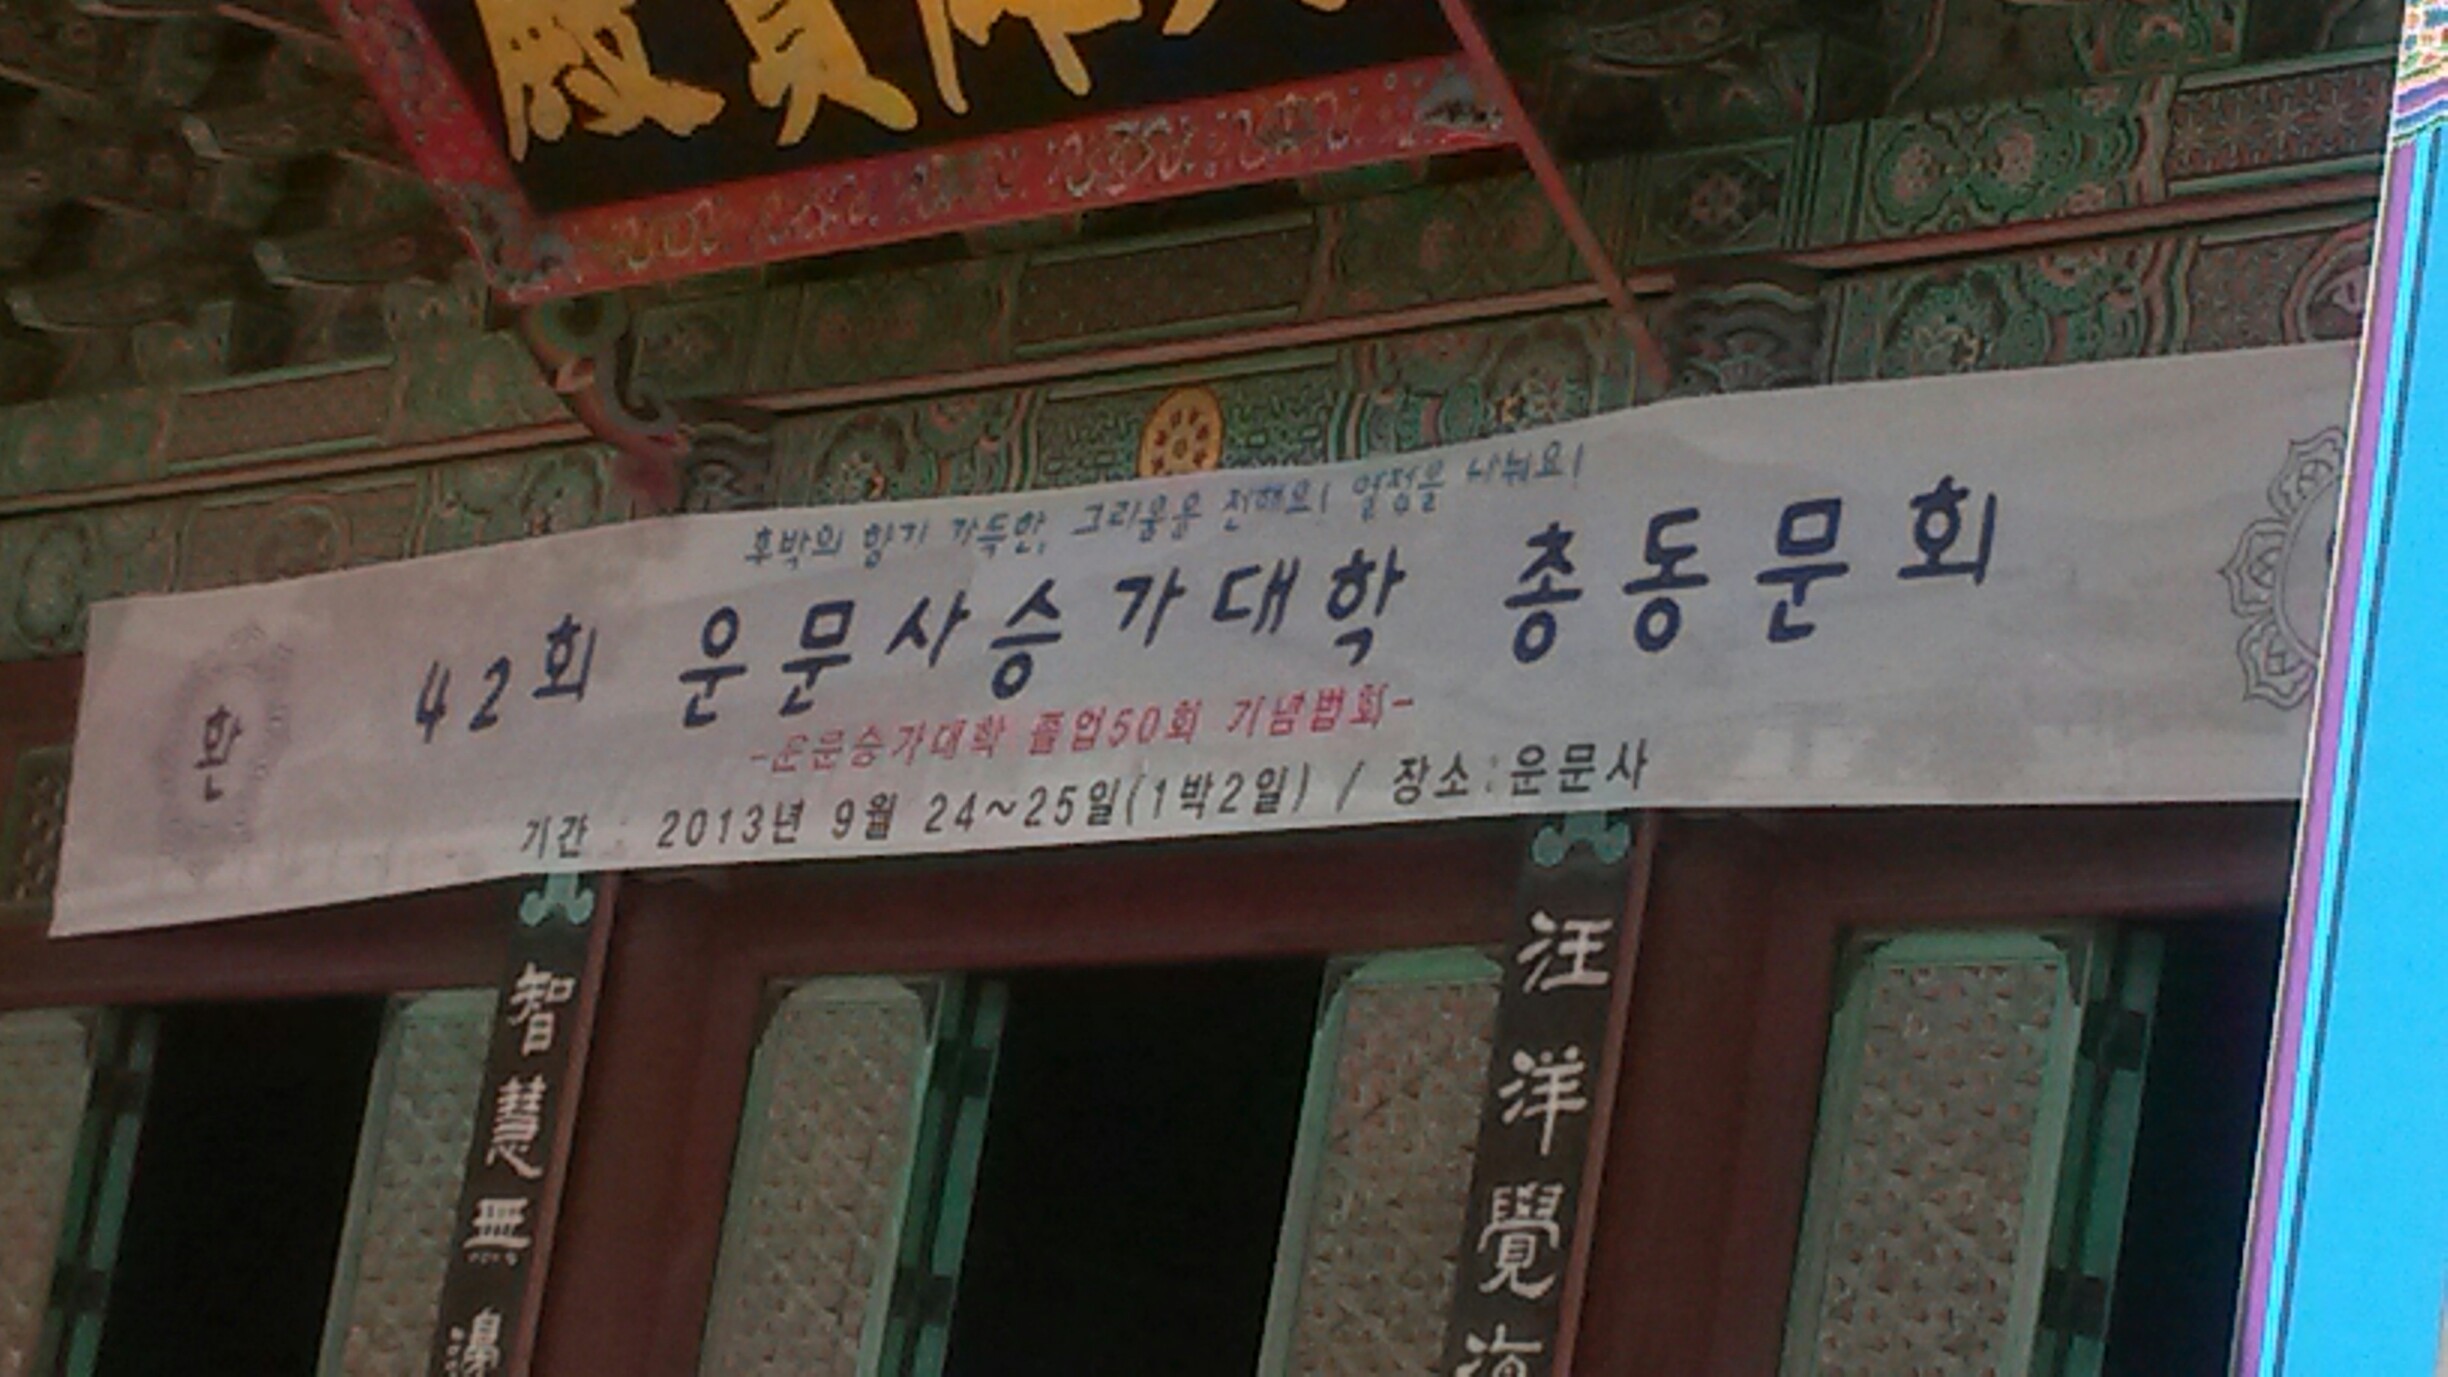 후박의 향기 가득한, 그리움을 전해요! 열정을 나눠요!
42회 운문사승가대학 총동문회
-운문승가대학 졸업50회 기념법회-
기간 : 2013년 9월 24~25일(1박2일) / 장소:운문사
환
智慧無邊
汪洋覺海